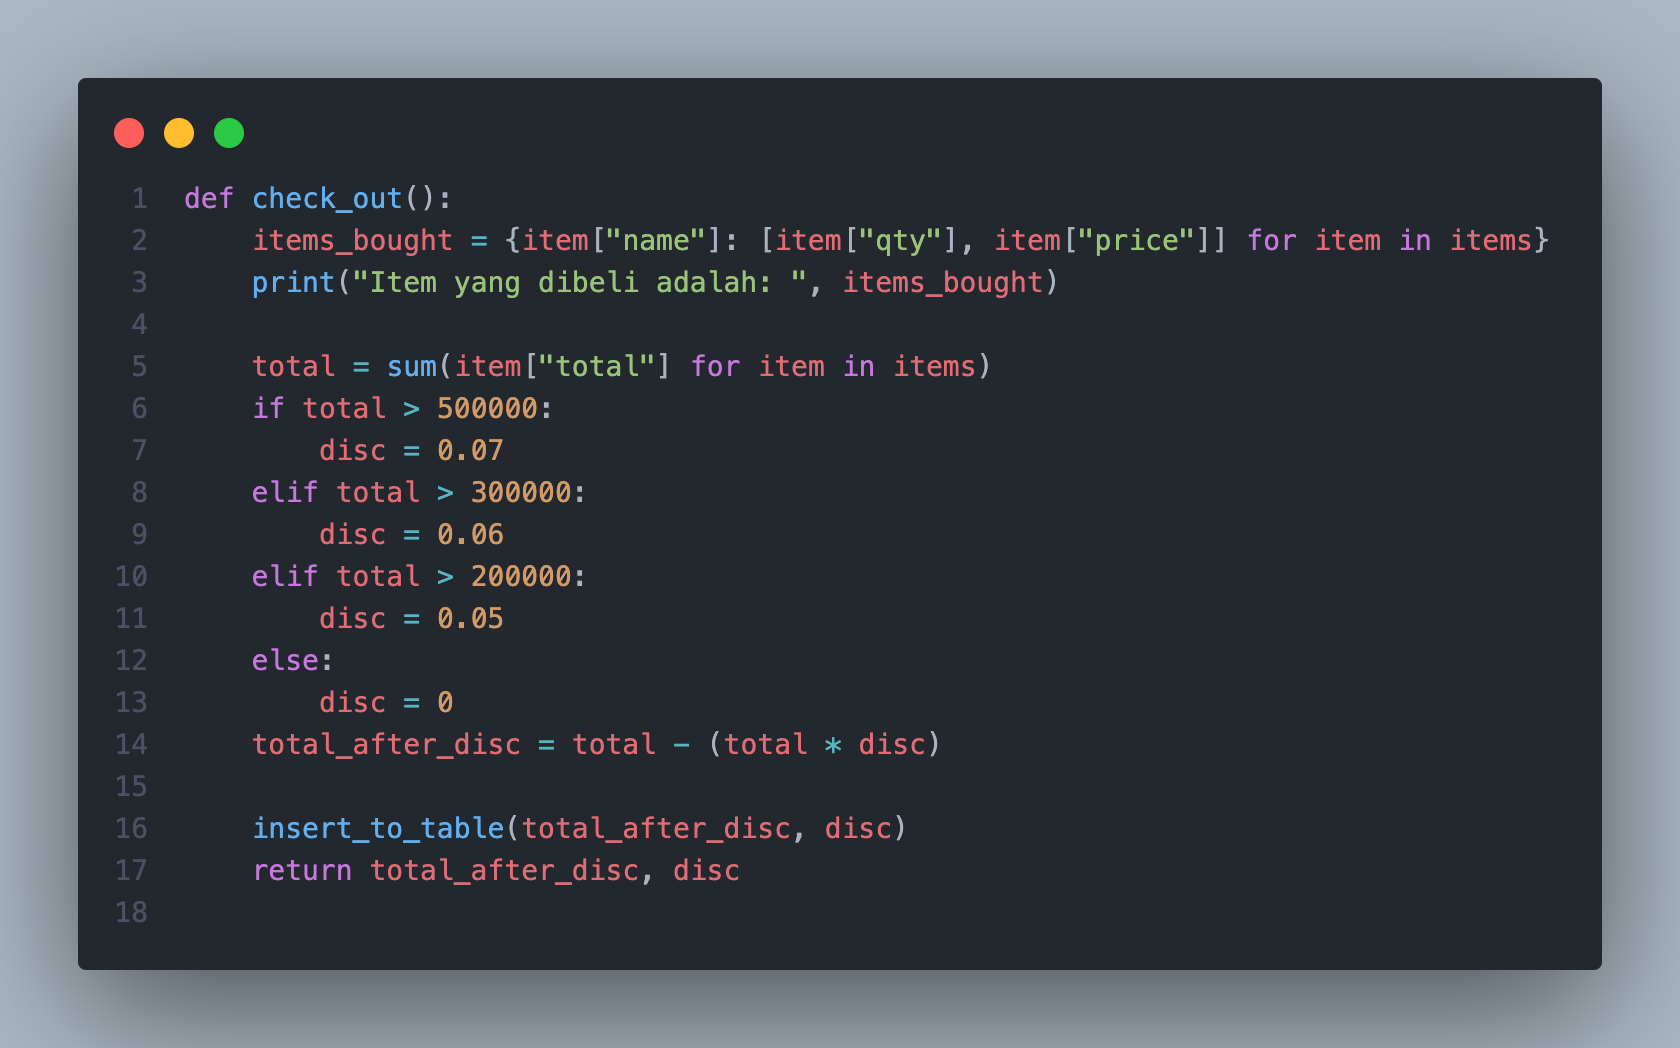 1 def check_out():
2     items_bought = {item["name"]: [item["qty"], item["price"]] for item in items}
3     print("Item yang dibeli adalah: ", items_bought)
4
5     total = sum(item["total"] for item in items)
6     if total > 500000:
7         disc = 0.07
8     elif total > 300000:
9         disc = 0.06
10     elif total > 200000:
11         disc = 0.05
12     else:
13         disc = 0
14     total_after_disc = total - (total * disc)
15
16     insert_to_table(total_after_disc, disc)
17     return total_after_disc, disc
18